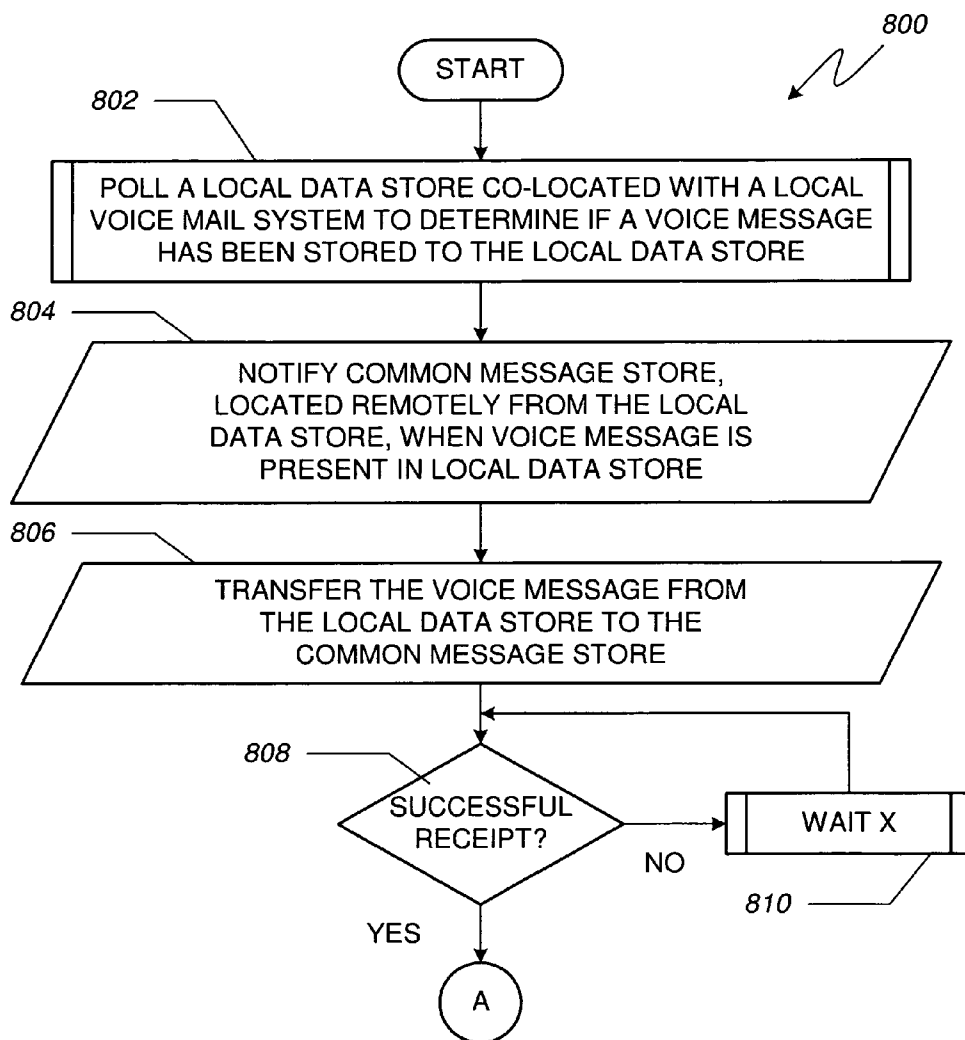 800
START
802
POLL A LOCAL DATA STORE CO-LOCATED WITH A LOCAL
VOICE MAIL SYSTEM TO DETERMINE IF A VOICE MESSAGE
HAS BEEN STORED TO THE LOCAL DATA STORE
804
NOTIFY COMMON MESSAGE STORE,
LOCATED REMOTELY FROM THE LOCAL
DATA STORE, WHEN VOICE MESSAGE IS
PRESENT IN LOCAL DATA STORE
806
TRANSFER THE VOICE MESSAGE FROM
THE LOCAL DATA STORE TO THE
COMMON MESSAGE STORE
808
SUCCESSFUL
RECEIPT?
WAIT X
NO
810
YES
A